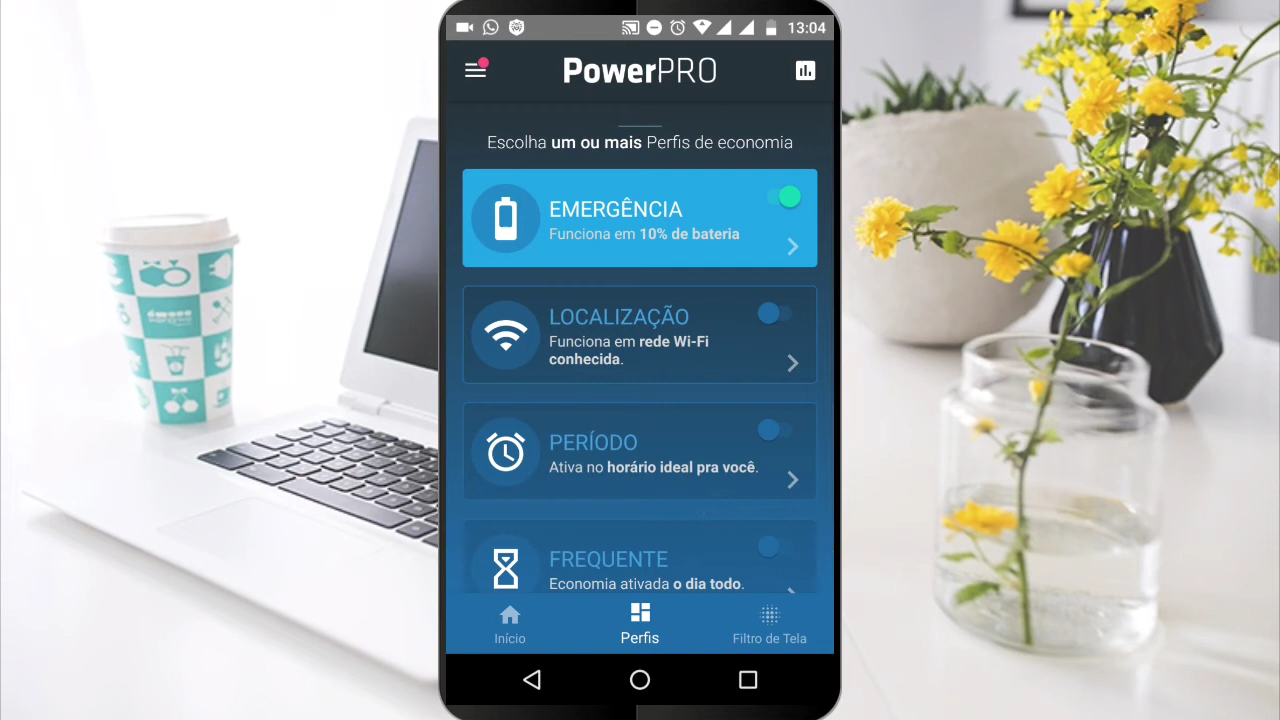 13:04
PowerPRO
Escolha um ou mais Perfis de economia
EMERGÊNCIA
Funciona em 10% de bateria
LOCALIZAÇÃO
Funciona em rede Wi-Fi
conhecida.
PERÍODO
Ativa no horário ideal pra você.
FREQUENTE
Economia ativada o dia todo.
Início
Perfis
Filtro de Tela